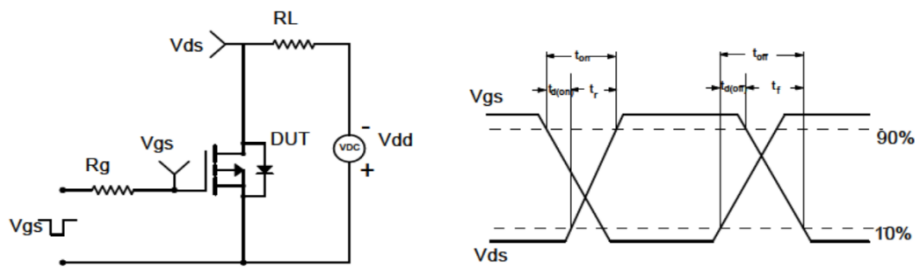 RL
Vds
Vgs
DUT
Rg
VDC
-
Vdd
+
Vgs
ton
toff
td(on)
tr
td(off)
tf
Vgs
90%
10%
Vds